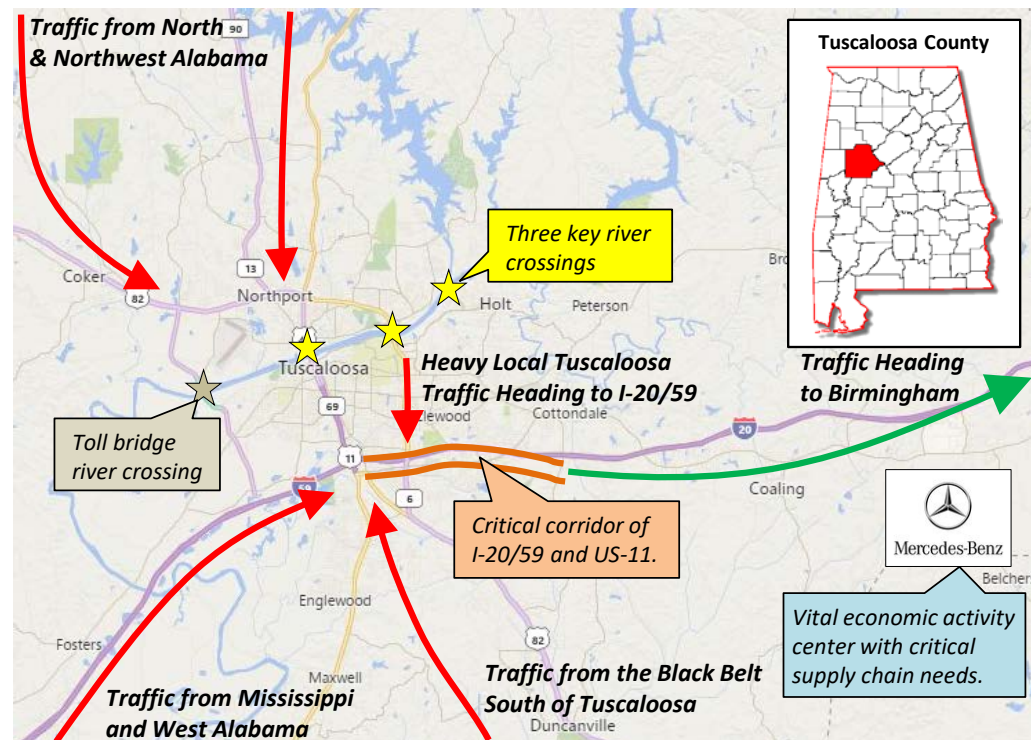 Traffic from North
& Northwest Alabama
90
Tuscaloosa County
Three key river
crossings
Coker
82
13
Northport
Holt
Peterson
Bro
Tuscaloosa
Heavy Local Tuscaloosa
Traffic Heading to I-20/59
Traffic Heading
to Birmingham
Toll bridge
river crossing
69
lewood
Cottondale
20
11
59
6
Coaling
Critical corridor of
I-20/59 and US-11.
Mercedes-Benz
Belcher
Englewood
Vital economic activity
center with critical
supply chain needs.
Fosters
82
Maxwell
Traffic from Mississippi
and West Alabama
Traffic from the Black Belt
South of Tuscaloosa
Duncanville